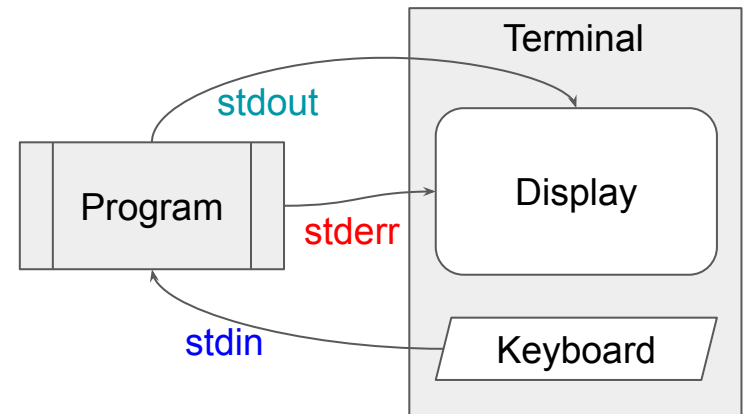 Terminal
stdout
Display
Program
stderr
stdin
Keyboard